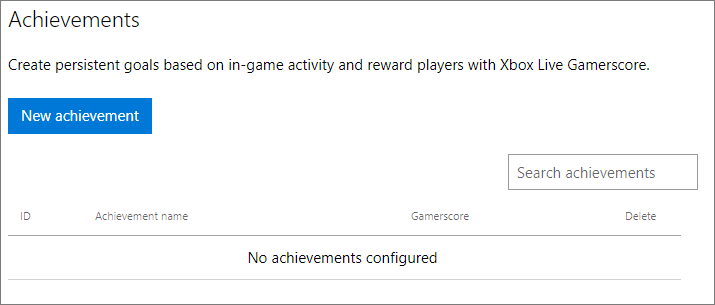 Achievements
Create persistent goals based on in-game activity and reward players with Xbox Live Gamerscore.
New achievement
Search achievements
ID Achievement name Gamerscore Delete
No achievements configured